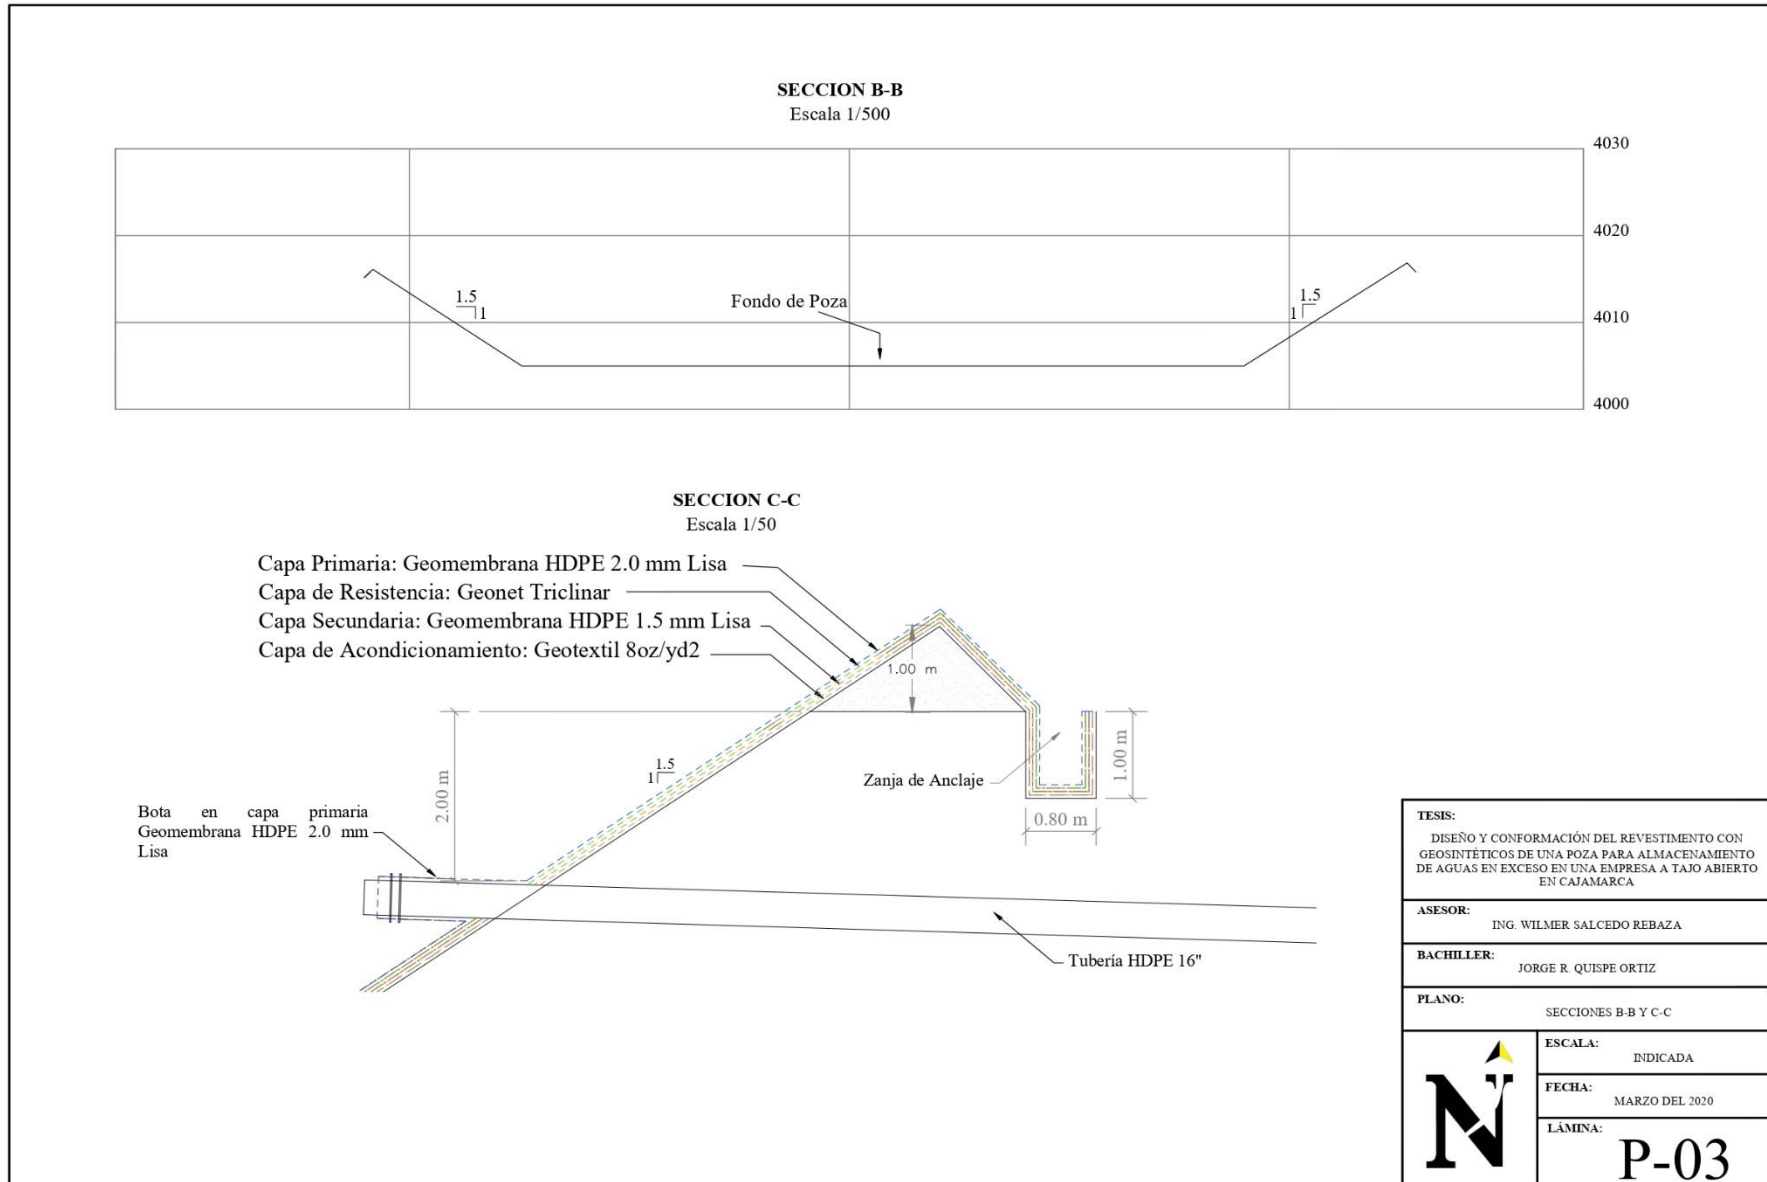 SECCION B-B
Escala 1/500
4030
4020
4010
4000
1.5
1
Fondo de Poza
1.5
1
SECCION C-C
Escala 1/50
Capa Primaria: Geomembrana HDPE 2.0 mm Lisa
Capa de Resistencia: Geonet Triclinar
Capa Secundaria: Geomembrana HDPE 1.5 mm Lisa
Capa de Acondicionamiento: Geotextil 8oz/yd2
1.00 m
2.00 m
1.5
1
Zanja de Anclaje
1.00 m
0.80 m
Bota en capa primaria
Geomembrana HDPE 2.0 mm
Lisa
Tubería HDPE 16"
TESIS:
DISEÑO Y CONFORMACIÓN DEL REVESTIMENTO CON
GEOSINTÉTICOS DE UNA POZA PARA ALMACENAMIENTO
DE AGUAS EN EXCESO EN UNA EMPRESA A TAJO ABIERTO
EN CAJAMARCA
ASESOR:
ING. WILMER SALCEDO REBAZA
BACHILLER:
JORGE R. QUISPE ORTIZ
PLANO:
SECCIONES B-B Y C-C
N
ESCALA:
INDICADA
FECHA:
MARZO DEL 2020
LÁMINA:
P-03